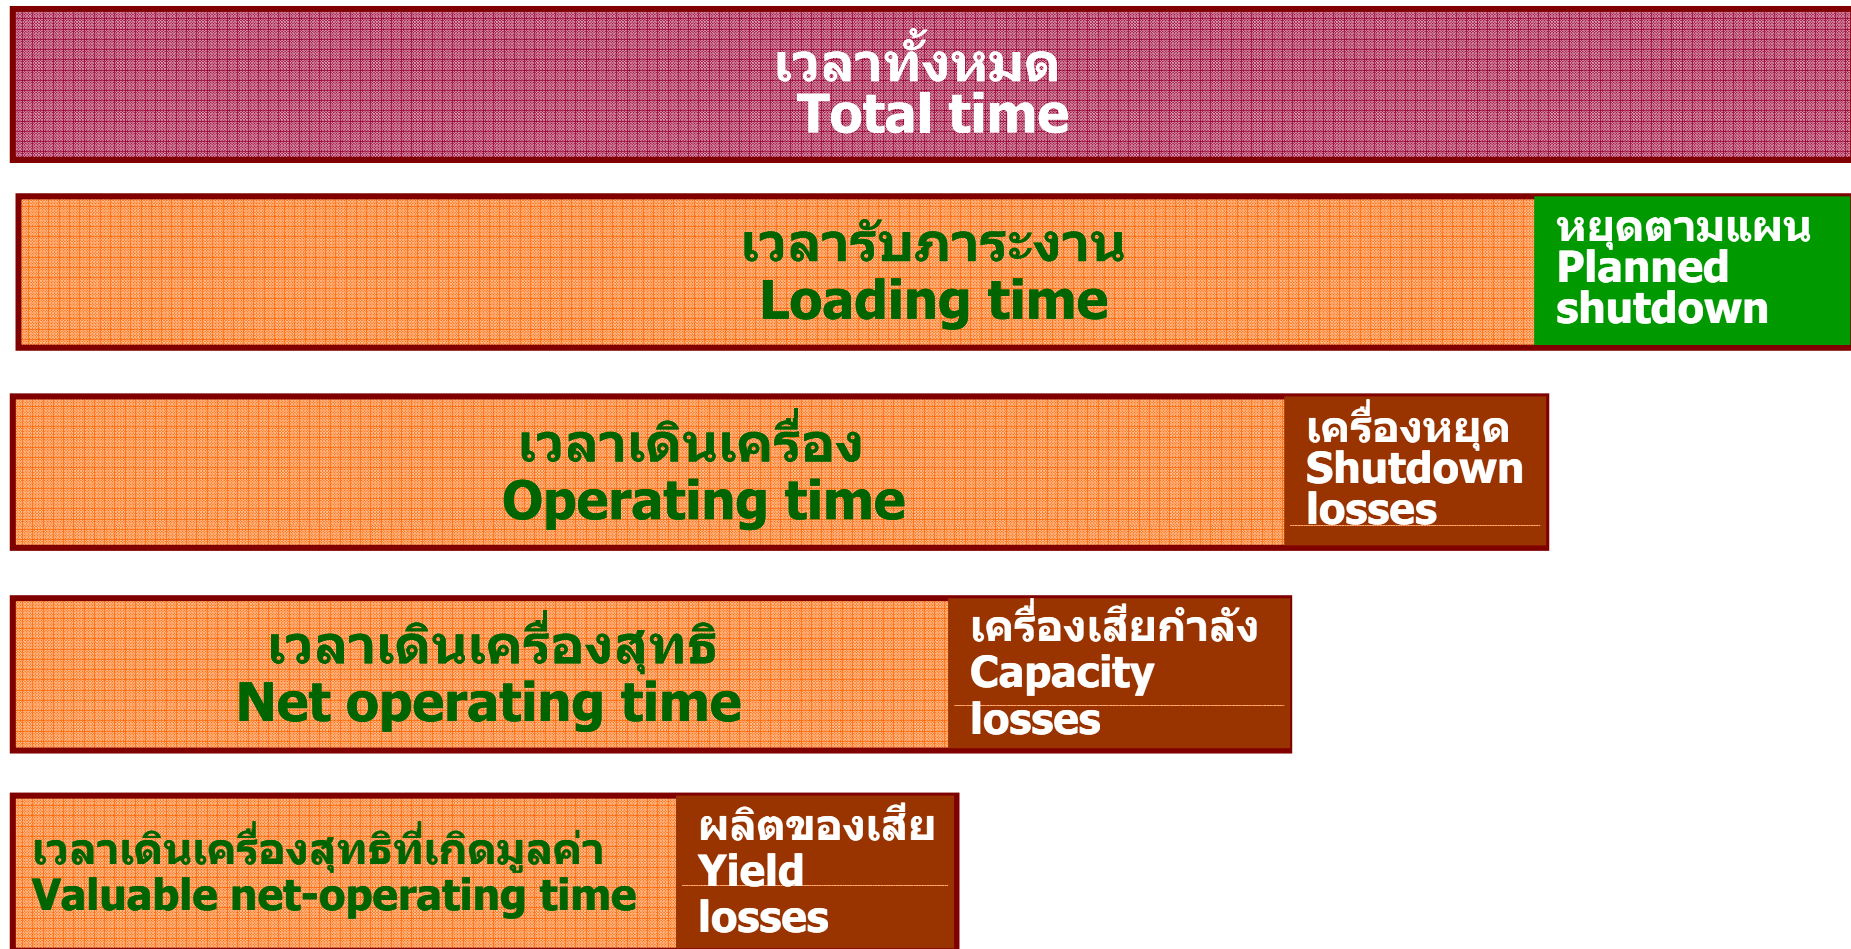 เวลาทั้งหมด
Total time
เวลารับภาระงาน
Loading time
หยุดตามแผน
Planned
shutdown
เวลาเดินเครื่อง
Operating time
เครื่องหยุด
Shutdown
losses
เวลาเดินเครื่องสุทธิ
Net operating time
เครื่องเสียกำลัง
Capacity
losses
เวลาเดินเครื่องสุทธิที่เกิดมูลค่า
Valuable net-operating time
ผลิตของเสีย
Yield
losses